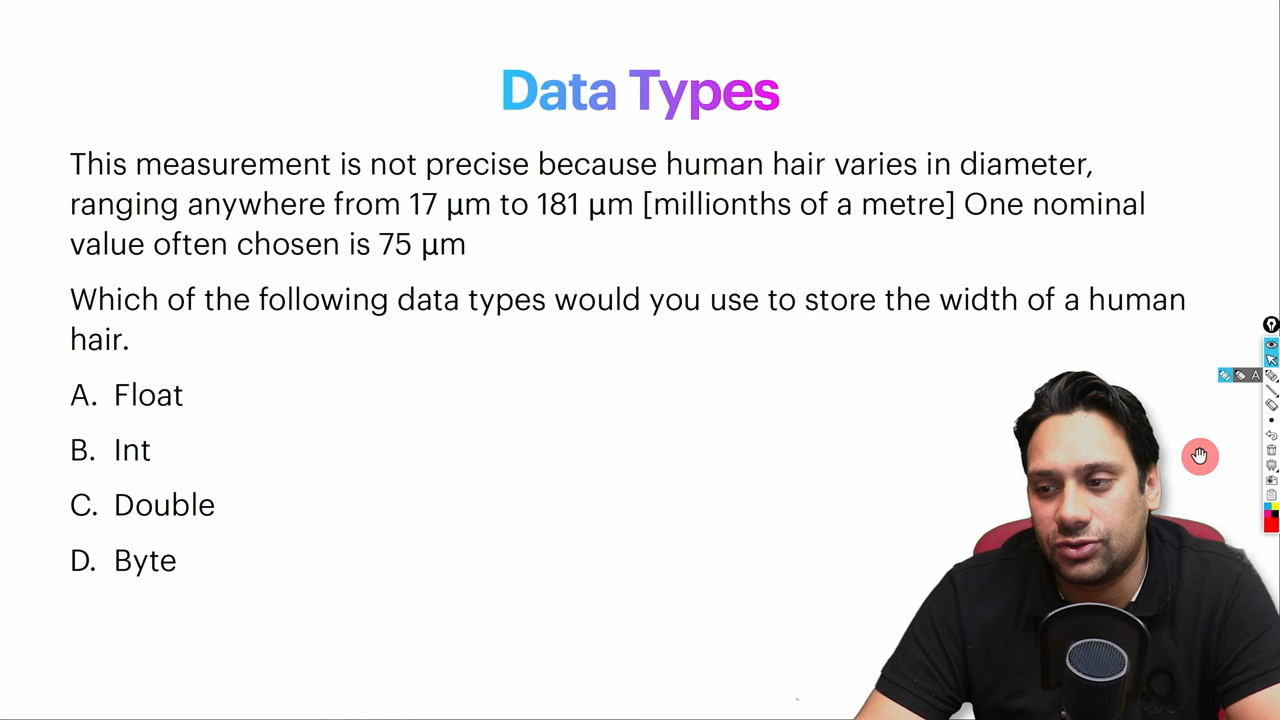 Data Types
This measurement is not precise because human hair varies in diameter,
ranging anywhere from 17 µm to 181 µm [millionths of a metre] One nominal
value often chosen is 75 µm
Which of the following data types would you use to store the width of a human
hair.
A. Float
B. Int
C. Double
D. Byte
A